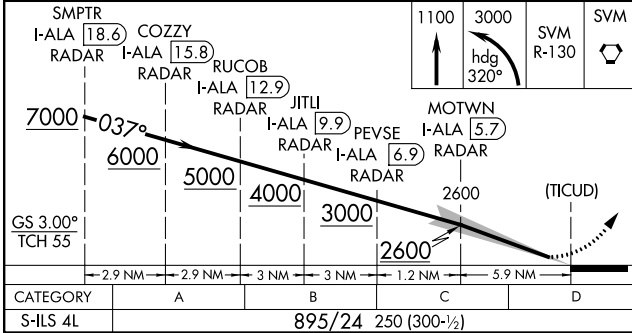 SMPTR
I-ALA 18.6
RADAR
COZZY
I-ALA 15.8
RADAR
RUCOB
I-ALA 12.9
RADAR
JITLI
I-ALA 9.9
RADAR
PEVSE
I-ALA 6.9
RADAR
MOTWN
I-ALA 5.7
RADAR
1100
3000
hdg
320°
SVM
R-130
SVM
7000
037°
6000
5000
4000
3000
2600
2600
(TICUD)
GS 3.00°
TCH 55
2.9 NM 2.9 NM 3 NM 3 NM 1.2 NM 5.9 NM
CATEGORY A B C D
S-ILS 4L 895/24 250 (300-½)